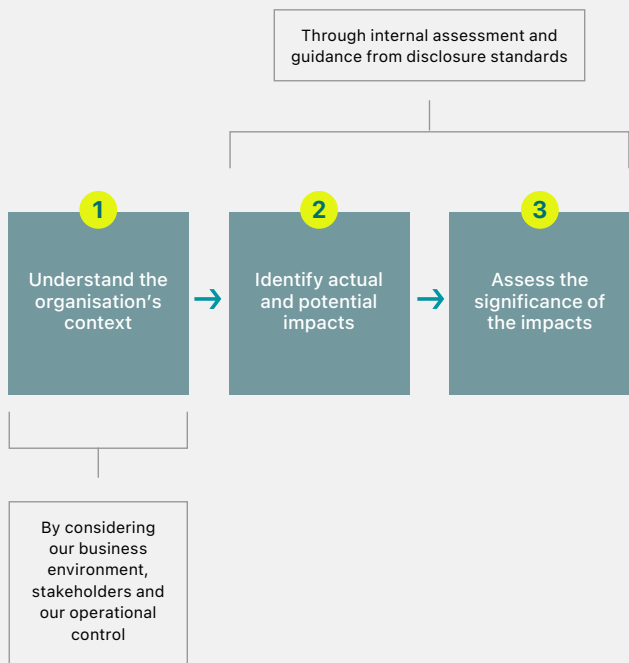 Through internal assessment and
guidance from disclosure standards
1
Understand the
organisation's
context
2
Identify actual
and potential
impacts
3
Assess the
significance of
the impacts
By considering
our business
environment,
stakeholders and
our operational
control